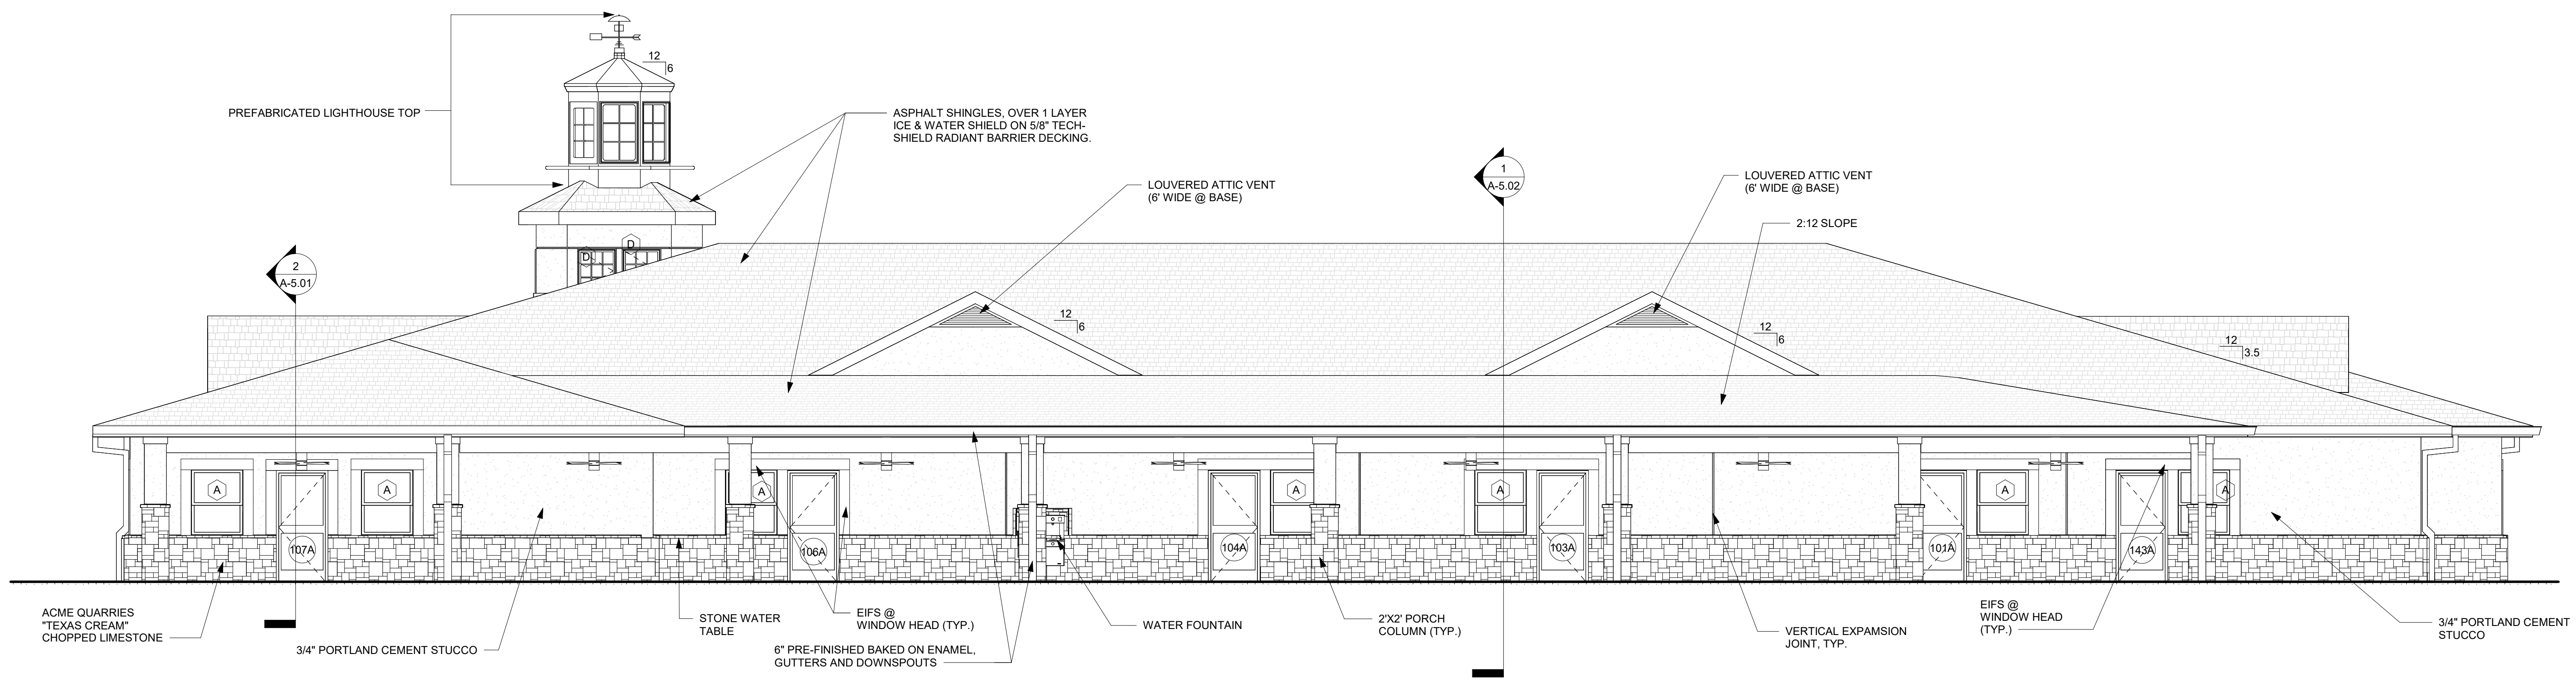 12
6
PREFABRICATED LIGHTHOUSE TOP
ASPHALT SHINGLES, OVER 1 LAYER
ICE & WATER SHIELD ON 5/8" TECH-
SHIELD RADIANT BARRIER DECKING.
LOUVERED ATTIC VENT
(6' WIDE @ BASE)
1
A-5.02
LOUVERED ATTIC VENT
(6' WIDE @ BASE)
2:12 SLOPE
D
D
2
A-5.01
12
6
12
6
12
3.5
A
A
A
A
A
A
A
107A
106A
104A
103A
101A
143A
ACME QUARRIES
"TEXAS CREAM"
CHOPPED LIMESTONE
3/4" PORTLAND CEMENT STUCCO
STONE WATER
TABLE
EIFS @
WINDOW HEAD (TYP.)
6" PRE-FINISHED BAKED ON ENAMEL,
GUTTERS AND DOWNSPOUTS
WATER FOUNTAIN
2'X2' PORCH
COLUMN (TYP.)
VERTICAL EXPAMSION
JOINT, TYP.
EIFS @
WINDOW HEAD
(TYP.)
3/4" PORTLAND CEMENT
STUCCO